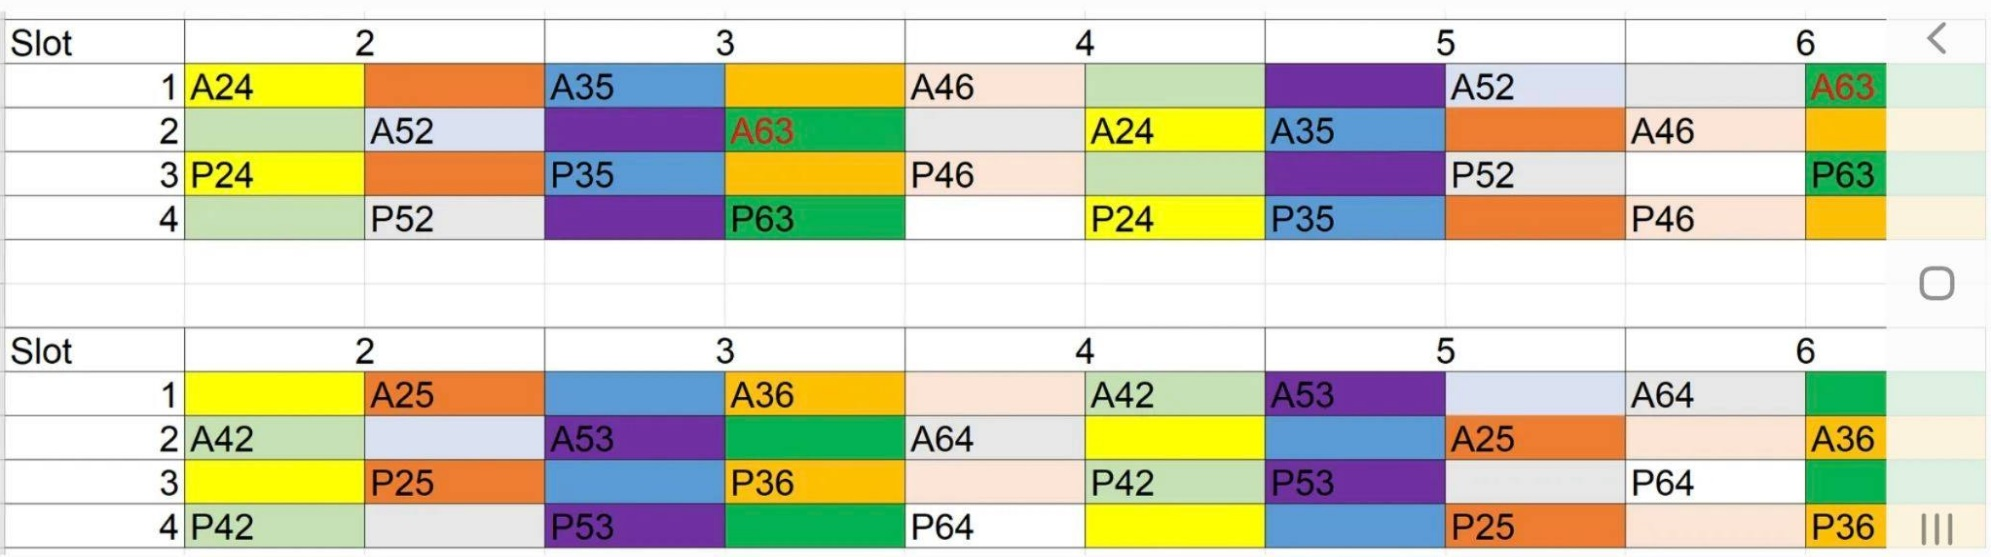 Slot 2 3 4 5 6
1 A24 A35 A46 A52 A63
2 A52 A63 A24 A35 A46
3 P24 P35 P46 P52 P63
4 P52 P63 P24 P35 P46
Slot 2 3 4 5 6
1 A25 A36 A42 A53 A64
2 A42 A53 A64 A25 A36
3 P25 P36 P42 P53 P64
4 P42 P53 P64 P25 P36